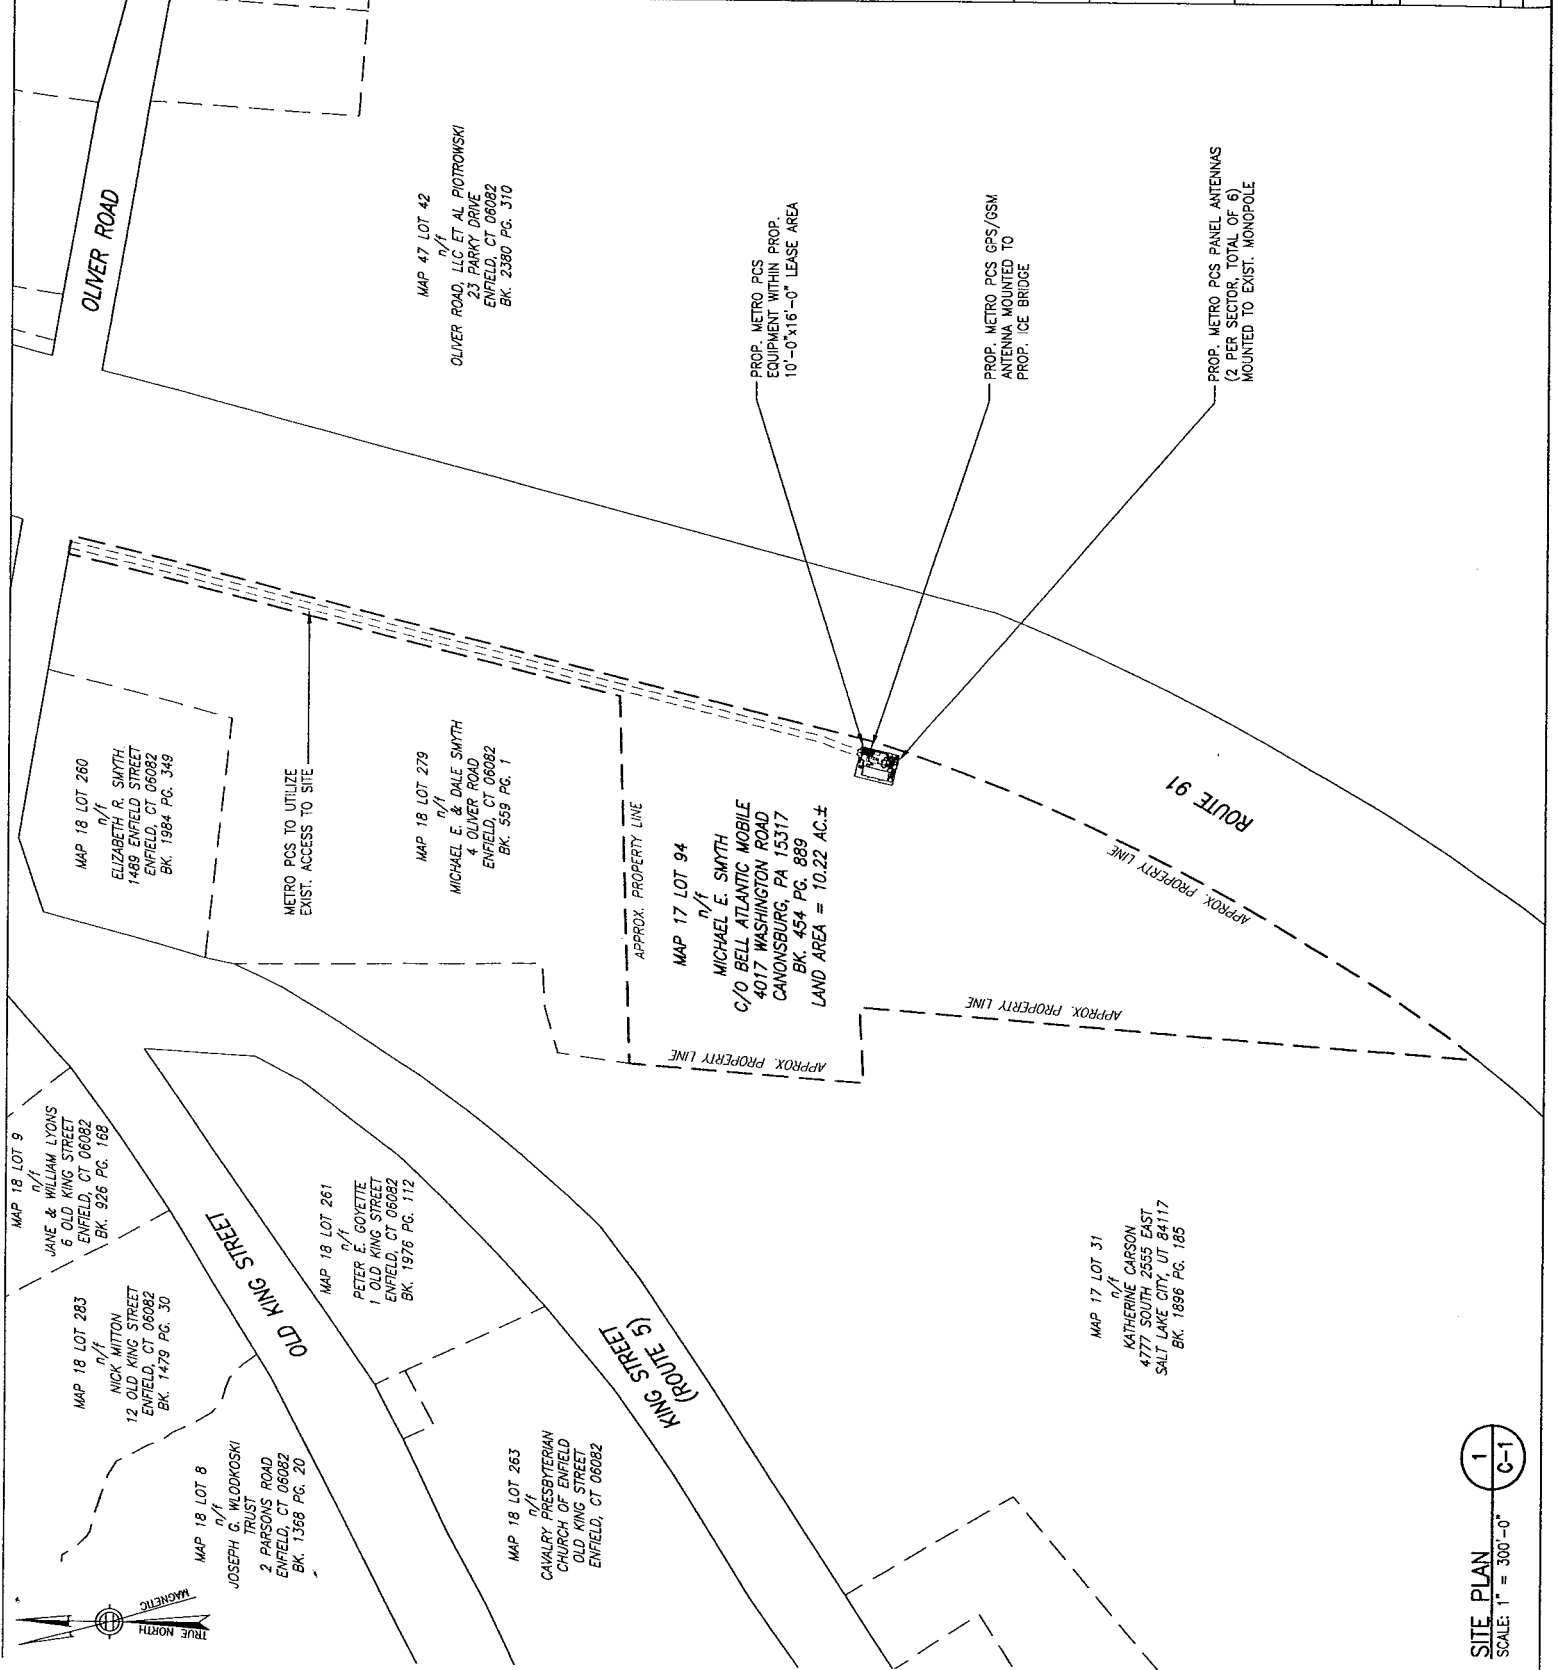 OLIVER ROAD
MAP 47 LOT 42
n/f
OLIVER ROAD, LLC ET AL PIOTROWSKI
23 PARKY DRIVE
ENFIELD, CT 06082
BK. 2380 PG. 310
PROP. METRO PCS
EQUIPMENT WITHIN PROP.
10'-0"x16'-0" LEASE AREA
PROP. METRO PCS GPS/GSM
ANTENNA MOUNTED TO
PROP. ICE BRIDGE
PROP. METRO PCS PANEL ANTENNAS
(2 PER SECTOR, TOTAL OF 6)
MOUNTED TO EXIST. MONOPOLE
MAP 18 LOT 260
n/f
ELIZABETH R. SMYTH
1489 ENFIELD STREET
ENFIELD, CT 06082
BK. 1984 PG. 349
METRO PCS TO UTILIZE
EXIST. ACCESS TO SITE
MAP 18 LOT 279
n/f
MICHAEL E. & DALE SMYTH
4 OLIVER ROAD
ENFIELD, CT 06082
BK. 559 PG. 1
APPROX. PROPERTY LINE
MAP 17 LOT 94
n/f
MICHAEL E. SMYTH
C/O BELL ATLANTIC MOBILE
4017 WASHINGTON ROAD
CANONSBURG, PA 15317
BK. 454 PG. 889
LAND AREA = 10.22 AC.±
ROUTE 91
APPROX. PROPERTY LINE
APPROX. PROPERTY LINE
APPROX. PROPERTY LINE
MAP 18 LOT 9
n/f
JANE & WILLIAM LYONS
6 OLD KING STREET
ENFIELD, CT 06082
BK. 926 PG. 168
MAP 18 LOT 283
n/f
NICK MITTON
12 OLD KING STREET
ENFIELD, CT 06082
BK. 1479 PG. 30
OLD KING STREET
MAP 18 LOT 261
n/f
PETER E. GOYETTE
1 OLD KING STREET
ENFIELD, CT 06082
BK. 1976 PG. 112
KING STREET
(ROUTE 5)
MAP 18 LOT 8
n/f
JOSEPH G. WLODKOSKI
TRUST
2 PARSONS ROAD
ENFIELD, CT 06082
BK. 1368 PG. 20
MAP 18 LOT 263
n/f
CAVALRY PRESBYTERIAN
CHURCH OF ENFIELD
OLD KING STREET
ENFIELD, CT 06082
MAP 17 LOT 31
n/f
KATHERINE CARSON
4777 SOUTH 2555 EAST
SALT LAKE CITY, UT 84117
BK. 1896 PG. 185
TRUE NORTH
MAGNETIC
SITE PLAN
SCALE: 1" = 300'-0"
1
C-1